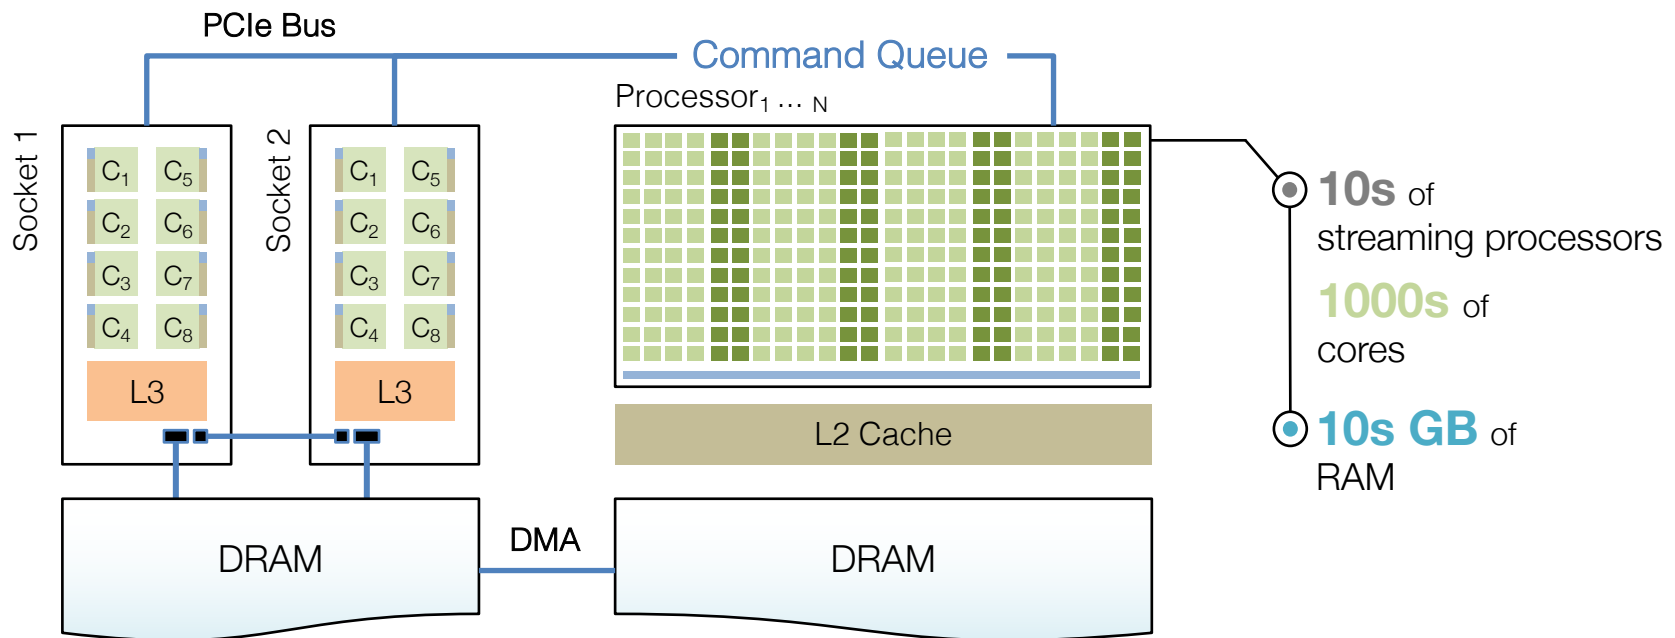 PCIe Bus
Command Queue
Processor₁ ... N
Socket 1
C₁ C₅
C₂ C₆
C₃ C₇
C₄ C₈
L3
Socket 2
C₁ C₅
C₂ C₆
C₃ C₇
C₄ C₈
L3
L2 Cache
DRAM
DMA
DRAM
10s of
streaming processors
1000s of
cores
10s GB of
RAM